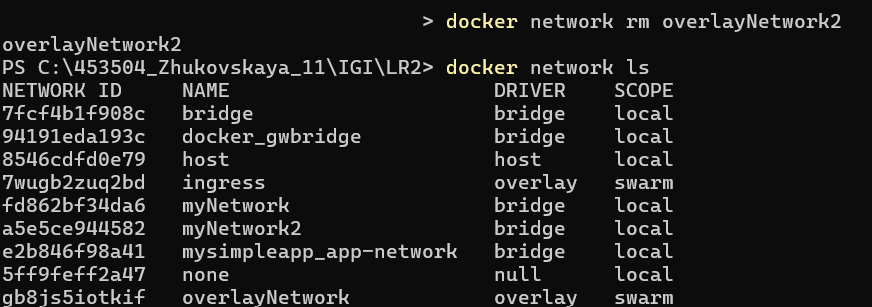 > docker network rm overlayNetwork2
overlayNetwork2
PS C:\453504_Zhukovskaya_11\IGI\LR2> docker network ls
NETWORK ID     NAME                      DRIVER    SCOPE
7fcf4b1f908c   bridge                    bridge    local
94191eda193c   docker_gwbridge           bridge    local
8546cdfd0e79   host                      host      local
7wugb2zuq2bd   ingress                   overlay   swarm
fd862bf34da6   myNetwork                 bridge    local
a5e5ce944582   myNetwork2                bridge    local
e2b846f98a41   mysimpleapp_app-network   bridge    local
5ff9feff2a47   none                      null      local
gb8js5iotkif   overlayNetwork            overlay   swarm